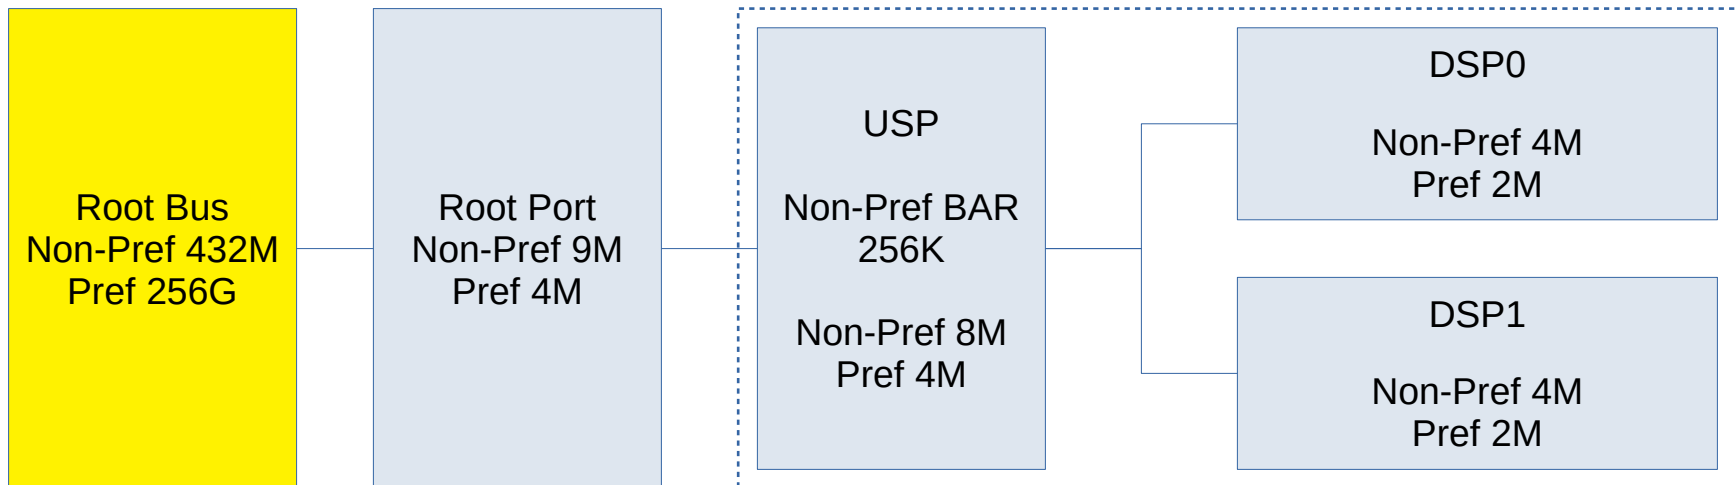 Root Bus
Non-Pref 432M
Pref 256G
Root Port
Non-Pref 9M
Pref 4M
USP
Non-Pref BAR
256K
Non-Pref 8M
Pref 4M
DSP0
Non-Pref 4M
Pref 2M
DSP1
Non-Pref 4M
Pref 2M